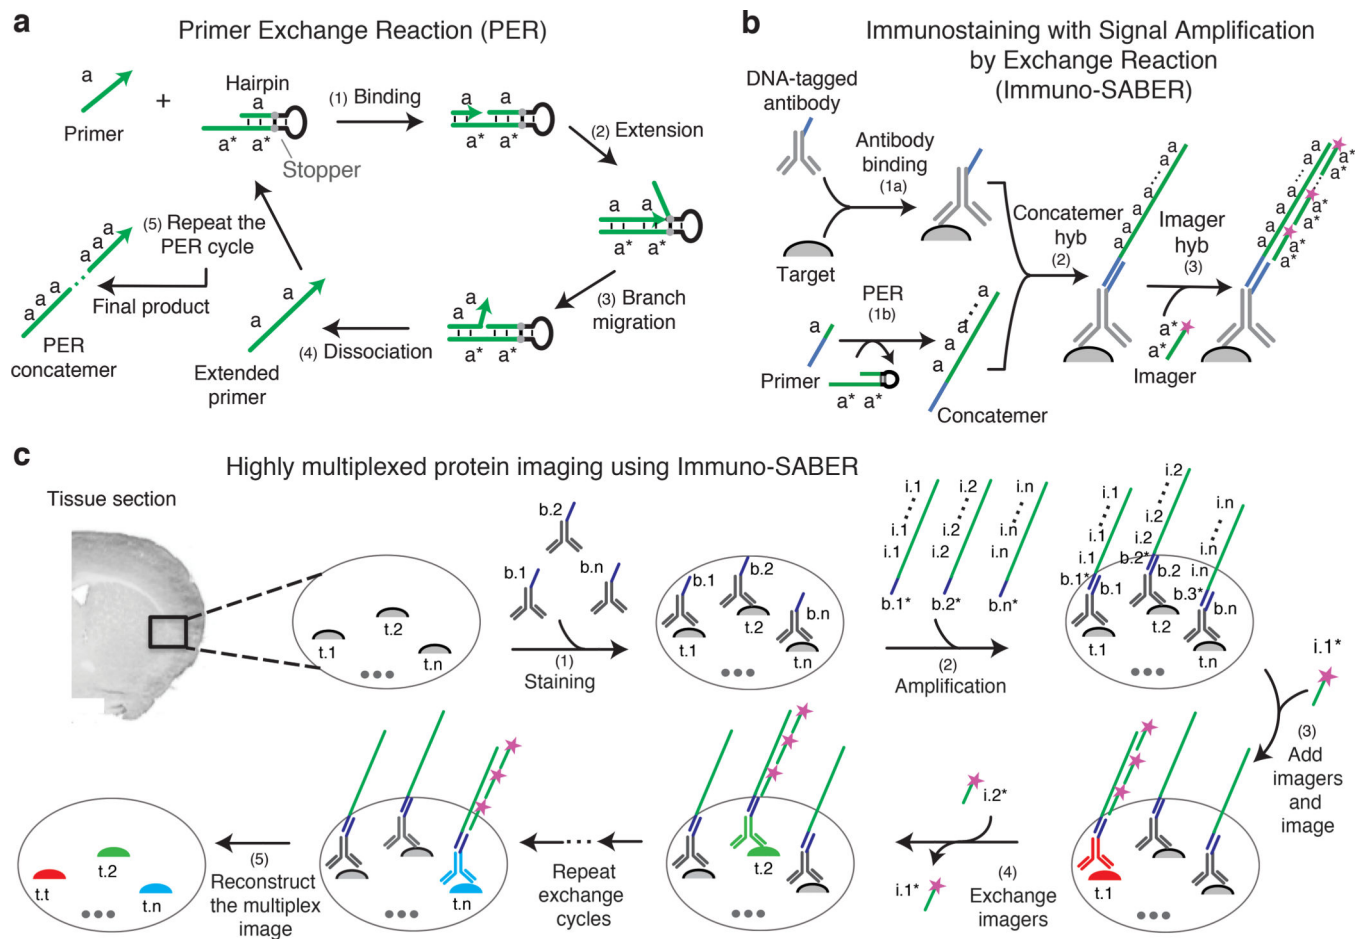 a
Primer Exchange Reaction (PER)
a
Primer
+
Hairpin
a
a* a*
Stopper
(1) Binding
a a
a* a*
(2) Extension
a a
a* a*
(3) Branch
migration
a a
a* a*
(4) Dissociation
a
a
Extended
primer
(5) Repeat the
PER cycle
Final product
a
a
a
a
a
PER
concatemer
b
Immunostaining with Signal Amplification
by Exchange Reaction
(Immuno-SABER)
DNA-tagged
antibody
Antibody
binding
(1a)
Target
PER
(1b)
a
Primer
a* a*
a
a
a
a
Concatemer
Concatemer
hyb
(2)
a
a
a
a
a
a
Imager
hyb
(3)
a*
a*
Imager
a
a
a
a
a
a
a*
a*
a*
a*
a*
a*
c
Highly multiplexed protein imaging using Immuno-SABER
Tissue section
t.1
t.2
t.n
b.2
b.1
b.n
(1)
Staining
b.1
b.2
b.n
t.1
t.2
t.n
i.1
i.1
i.1
b.1*
i.2
i.2
i.2
b.2*
i.n
i.n
i.n
b.n*
(2)
Amplification
i.1
i.1
i.1
b.1*
b.1
i.2
i.2
i.2
b.2*
b.2
i.n
i.n
i.n
b.3*
b.n
t.1
t.2
t.n
i.1*
(3)
Add
imagers
and
image
t.1
i.2*
i.1*
(4)
Exchange
imagers
t.2
Repeat
exchange
cycles
t.n
(5)
Reconstruct
the multiplex
image
t.t
t.2
t.n